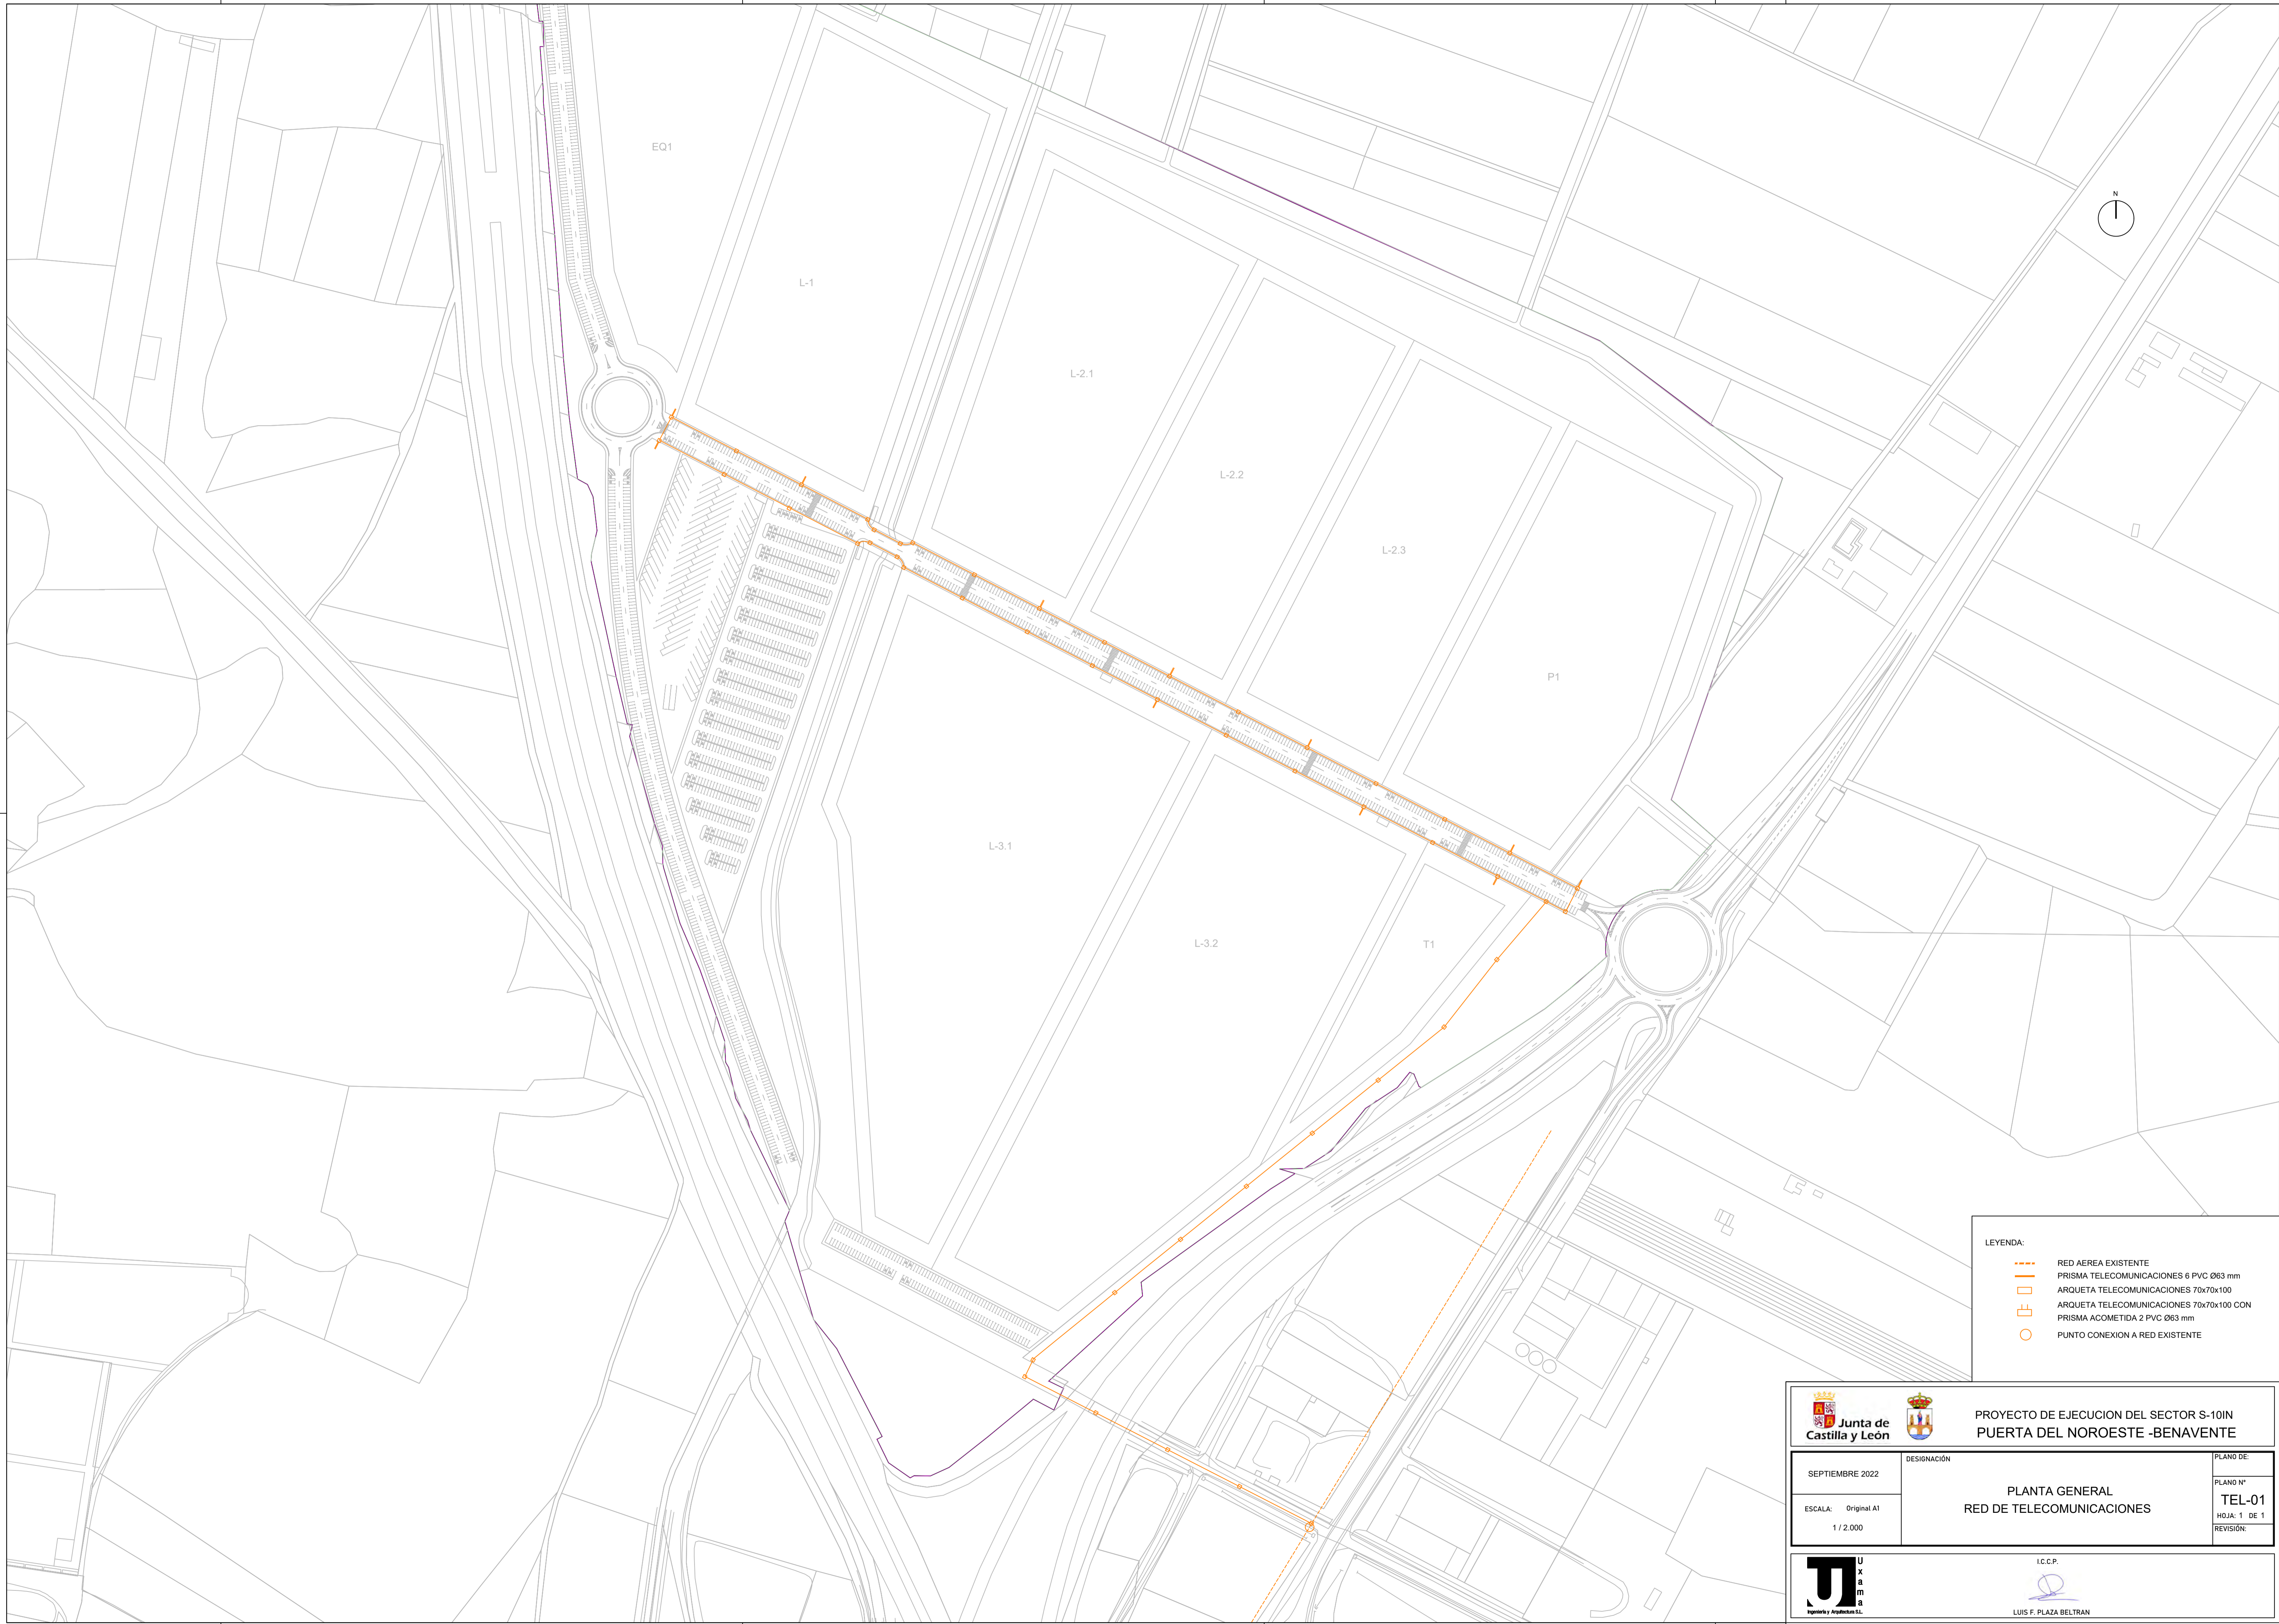 N
EQ1
L-1
L-2.1
L-2.2
L-2.3
P1
L-3.1
L-3.2
T1
LEYENDA:
RED AEREA EXISTENTE
PRISMA TELECOMUNICACIONES 6 PVC Ø63 mm
ARQUETA TELECOMUNICACIONES 70x70x100
ARQUETA TELECOMUNICACIONES 70x70x100 CON
PRISMA ACOMETIDA 2 PVC Ø63 mm
PUNTO CONEXION A RED EXISTENTE
Junta de
Castilla y León
PROYECTO DE EJECUCION DEL SECTOR S-10IN
PUERTA DEL NOROESTE -BENAVENTE
SEPTIEMBRE 2022
ESCALA: Original A1
1 / 2.000
DESIGNACIÓN
PLANTA GENERAL
RED DE TELECOMUNICACIONES
PLANO DE:
PLANO Nº
TEL-01
HOJA: 1 DE 1
REVISIÓN:
Uxama
Ingeniería y Arquitectura S.L.
I.C.C.P.
LUIS F. PLAZA BELTRAN